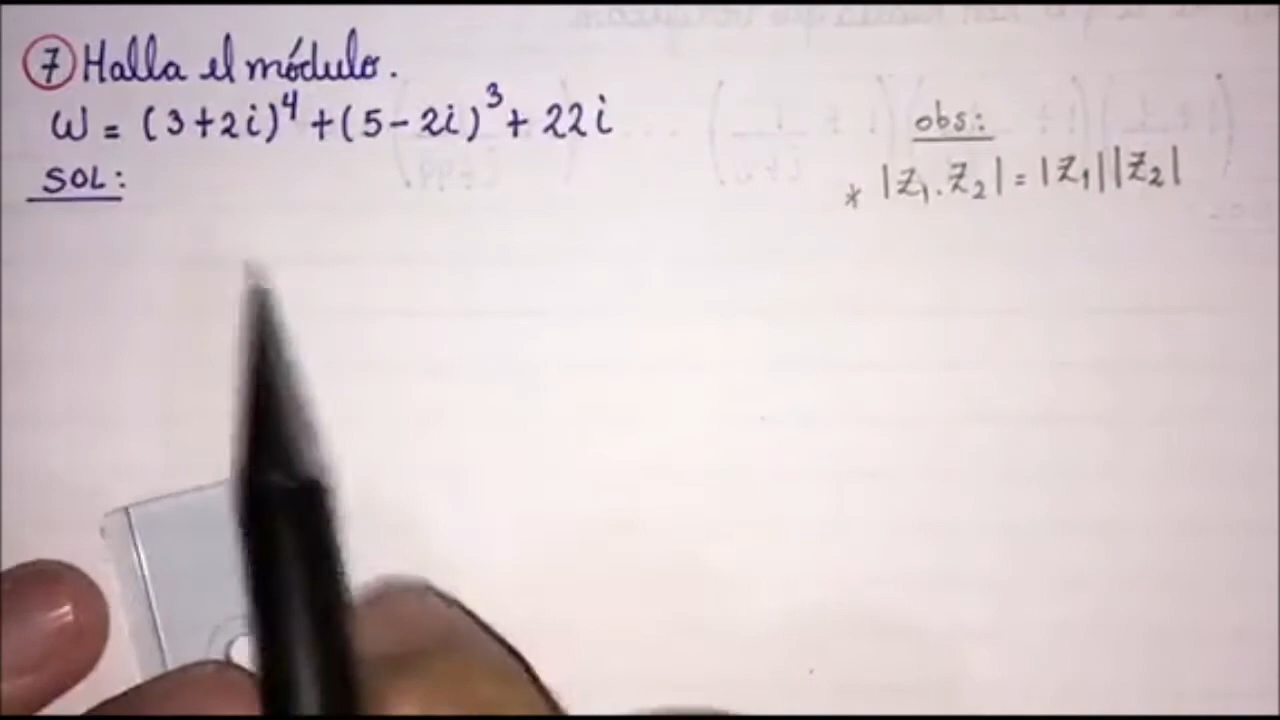 7 Halla el módulo.
ω = (3+2i)⁴ + (5-2i)³ + 22i
SOL:
obs:
* |Z₁.Z₂| = |Z₁||Z₂|